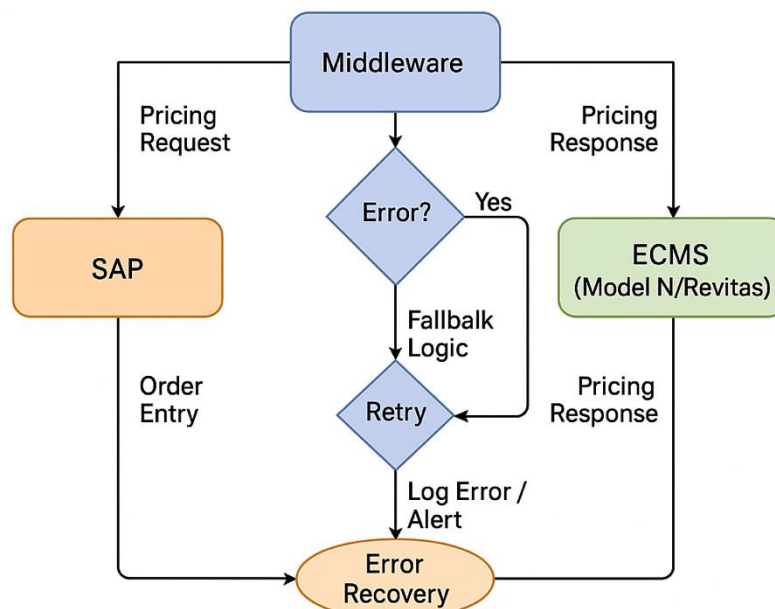 Middleware
Pricing
Request
Pricing
Response
Error?
Yes
SAP
ECMS
(Model N/Revitas)
Fallbalk
Logic
Order
Entry
Retry
Pricing
Response
Log Error /
Alert
Error
Recovery